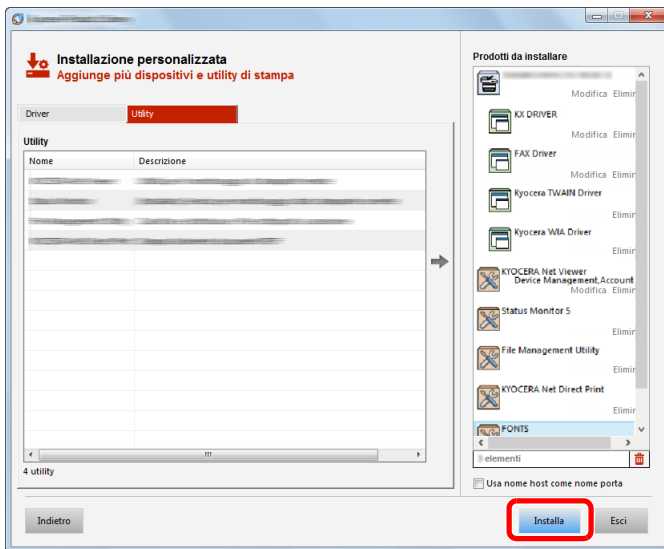 Installazione personalizzata
Aggiunge più dispositivi e utility di stampa
Driver
Utility
Utility
Nome
Descrizione
4 utility
Prodotti da installare
Modifica Elimin
KX DRIVER
Modifica Elimin
FAX Driver
Modifica Elimin
Kyocera TWAIN Driver
Elimin
Kyocera WIA Driver
Elimin
KYOCERA Net Viewer
Device Management,Account
Modifica Elimin
Status Monitor 5
Elimin
File Management Utility
Elimin
KYOCERA Net Direct Print
Elimin
FONTS
elementi
Usa nome host come nome porta
Indietro
Installa
Esci